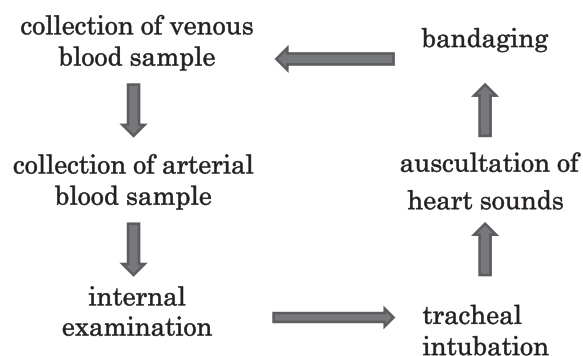 collection of venous
blood sample
bandaging
collection of arterial
blood sample
auscultation of
heart sounds
internal
examination
tracheal
intubation